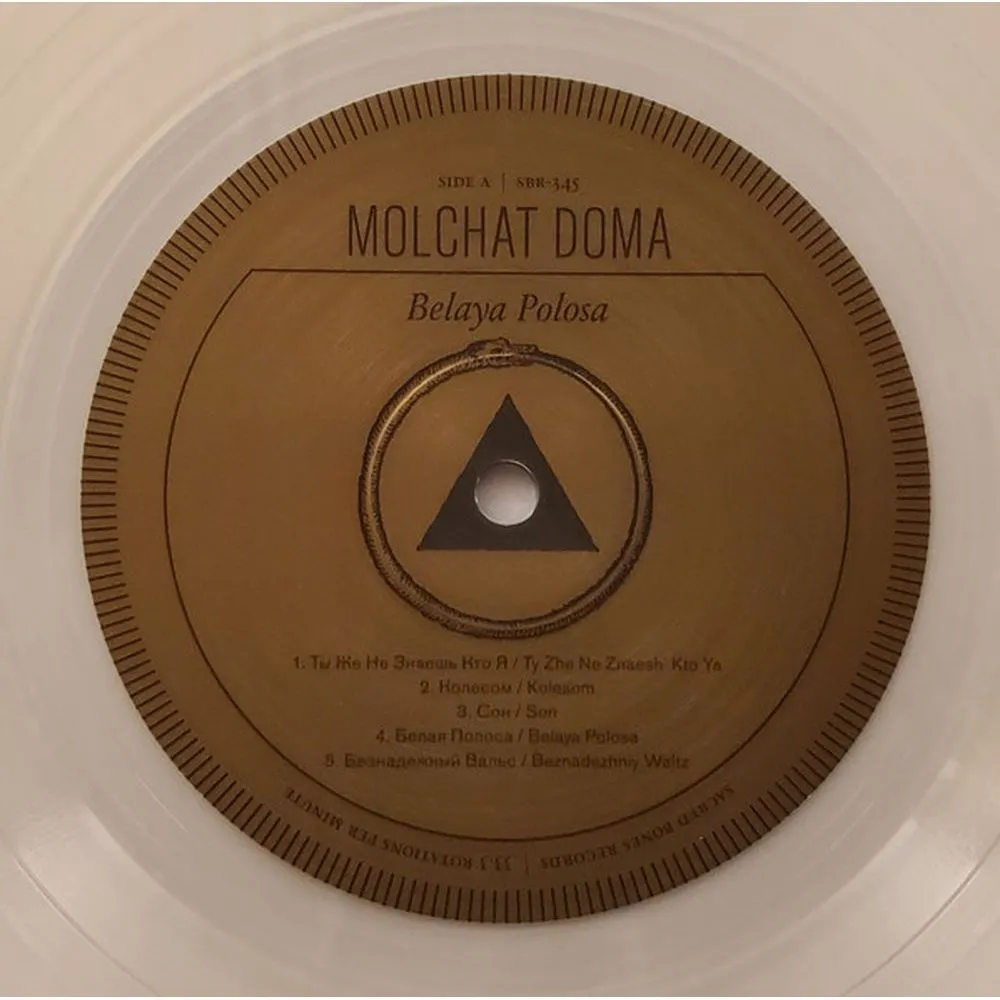 SIDE A | SBR-345
MOLCHAT DOMA
Belaya Polosa
1. Ты Же Не Знаешь Кто Я / Ty Zhe Ne Znaesh' Kto Ya
2. Колесом / Kolesom
3. Сон / Son
4. Белая Полоса / Belaya Polosa
5. Безнадежный Вальс / Beznadezhniy Waltz
SACRED BONES RECORDS | 33.3 ROTATIONS PER MINUTE